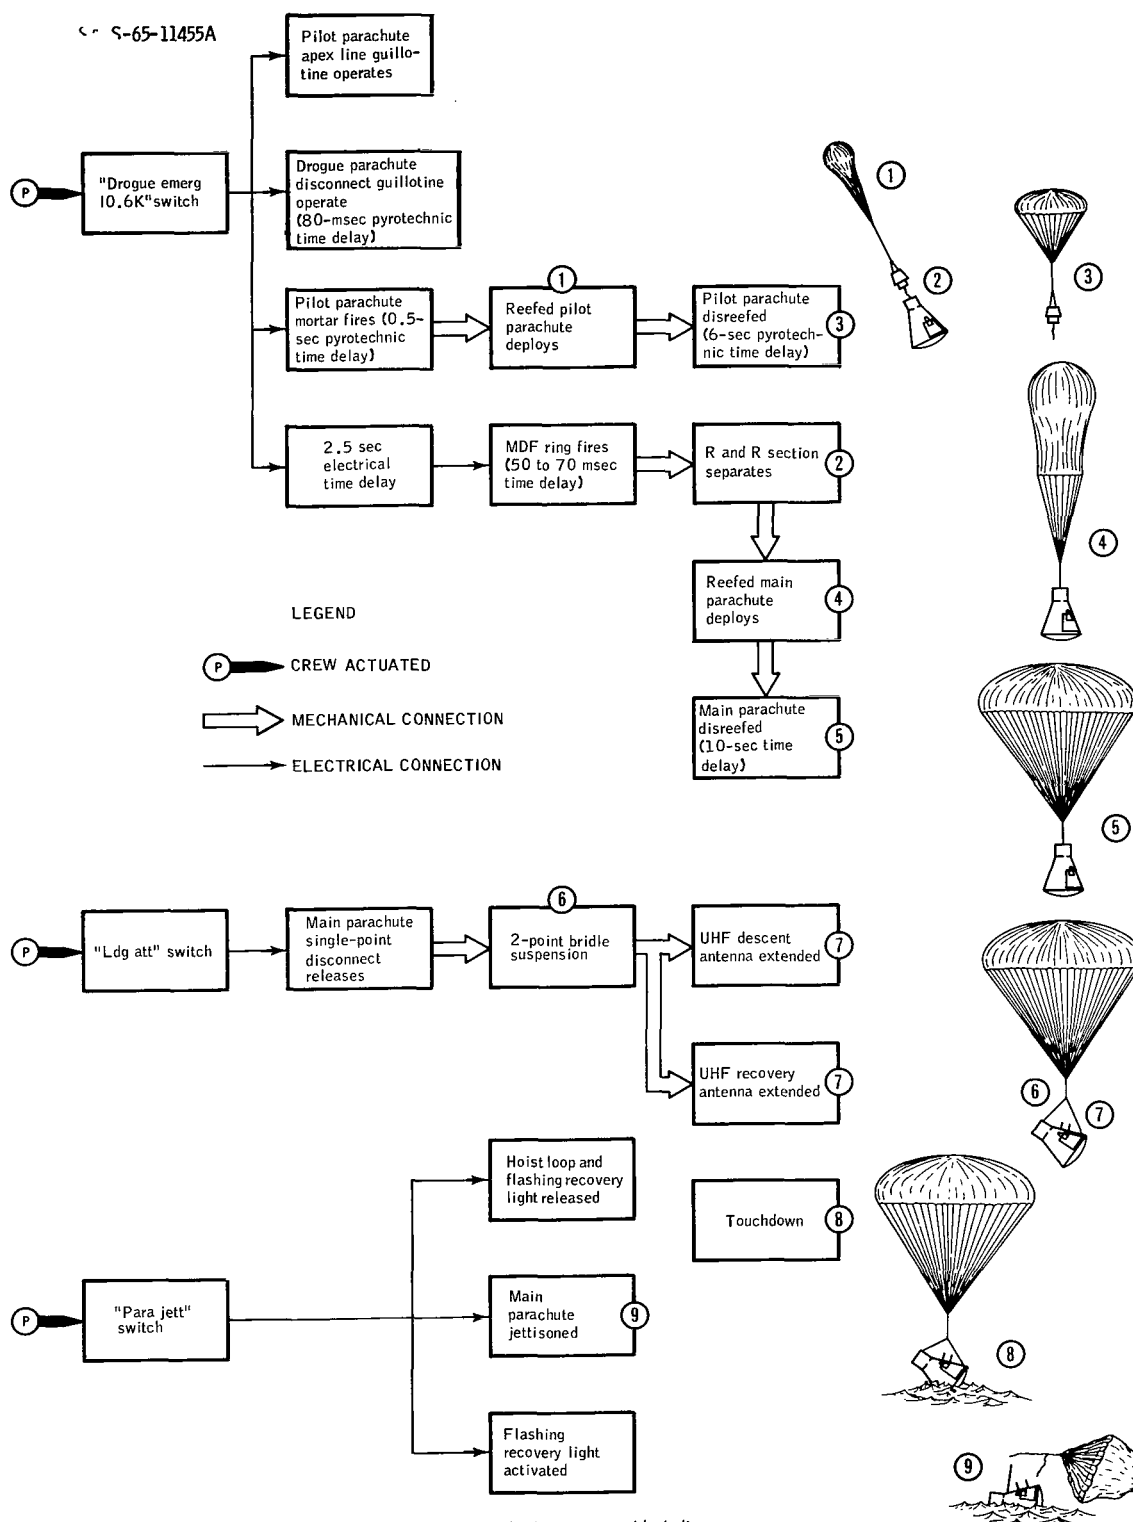 S-65-11455A
Pilot parachute
apex line guillo-
tine operates
P
"Drogue emerg
10.6K" switch
Drogue parachute
disconnect guillotine
operate
(80-msec pyrotechnic
time delay)
Pilot parachute
mortar fires (0.5-
sec pyrotechnic
time delay)
1
Reefed pilot
parachute
deploys
Pilot parachute
disreefed
(6-sec pyrotech-
nic time delay)
3
2.5 sec
electrical
time delay
MDF ring fires
(50 to 70 msec
time delay)
R and R section
separates
2
Reefed main
parachute
deploys
4
Main parachute
disreefed
(10-sec time
delay)
5
LEGEND
P CREW ACTUATED
MECHANICAL CONNECTION
ELECTRICAL CONNECTION
P
"Ldg att" switch
Main parachute
single-point
disconnect
releases
6
2-point bridle
suspension
UHF descent
antenna extended
7
UHF recovery
antenna extended
7
Hoist loop and
flashing recovery
light released
Touchdown
8
P
"Para jett"
switch
Main
parachute
jettisoned
9
Flashing
recovery light
activated
1
2
3
4
5
6
7
8
9